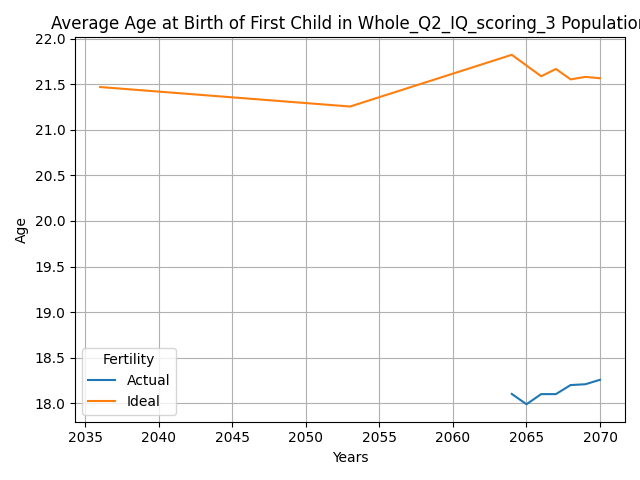 Average Age at Birth of First Child in Whole_Q2_IQ_scoring_3 Population
22.0
21.5
21.0
20.5
20.0
19.5
19.0
18.5
18.0
Age
Fertility
Actual
Ideal
2035 2040 2045 2050 2055 2060 2065 2070
Years